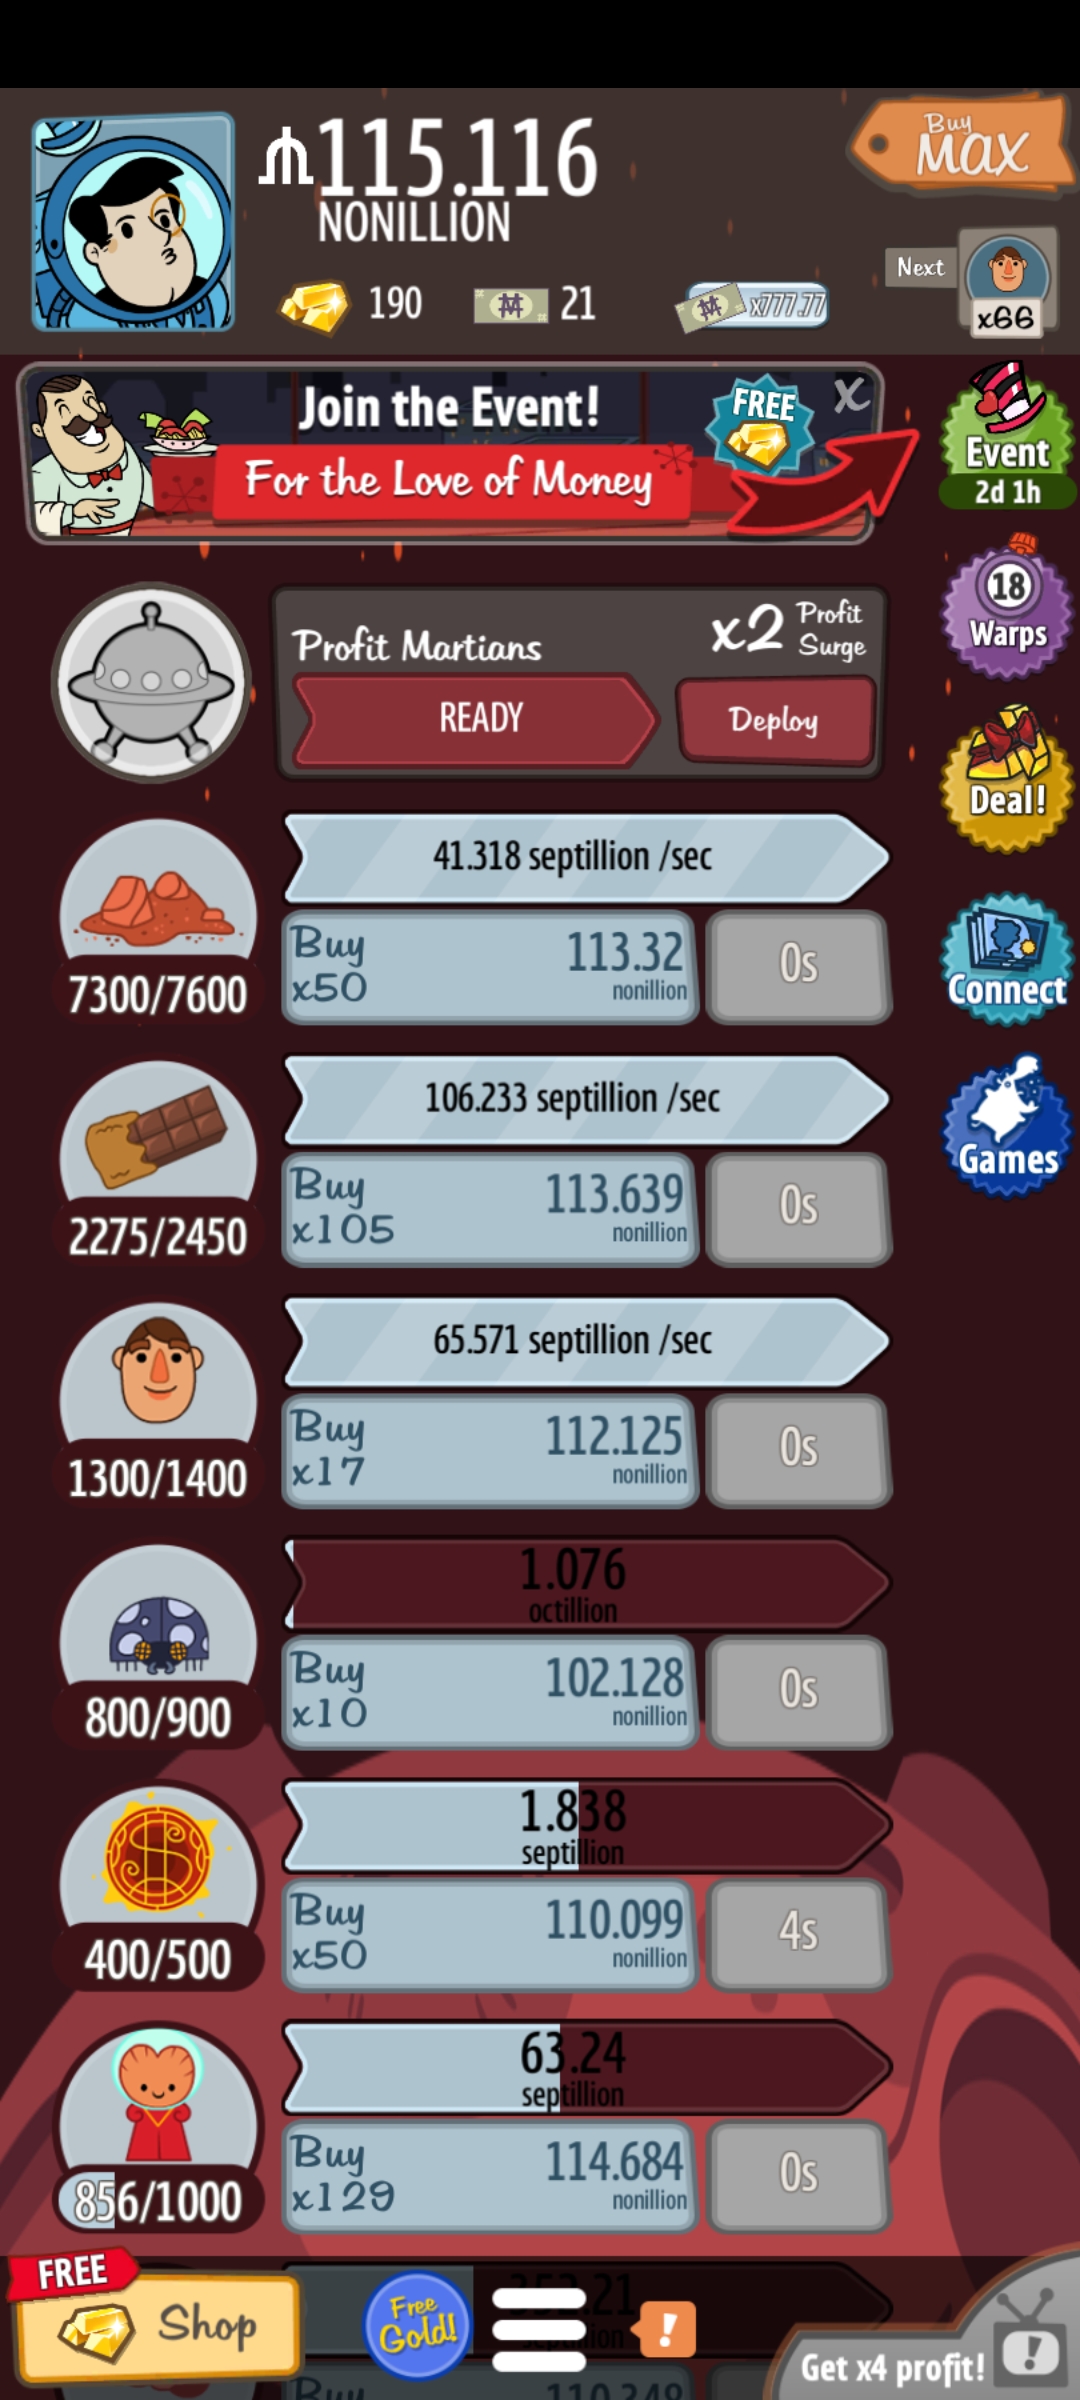 115.116
NONILLION
Buy
MAX
190
21
x777.77
Next
x66
Join the Event!
For the Love of Money
FREE
X
Event
2d 1h
18
Warps
Deal!
Connect
Games
Profit Martians
x2 Profit
Surge
READY
Deploy
41.318 septillion /sec
7300/7600
Buy
x50
113.32
nonillion
0s
106.233 septillion /sec
2275/2450
Buy
x105
113.639
nonillion
0s
65.571 septillion /sec
1300/1400
Buy
x17
112.125
nonillion
0s
1.076
octillion
800/900
Buy
x10
102.128
nonillion
0s
1.838
septillion
400/500
Buy
x50
110.099
nonillion
4s
63.24
septillion
856/1000
Buy
x129
114.684
nonillion
0s
FREE
Shop
Free
Gold!
!
Get x4 profit!
!
Buy